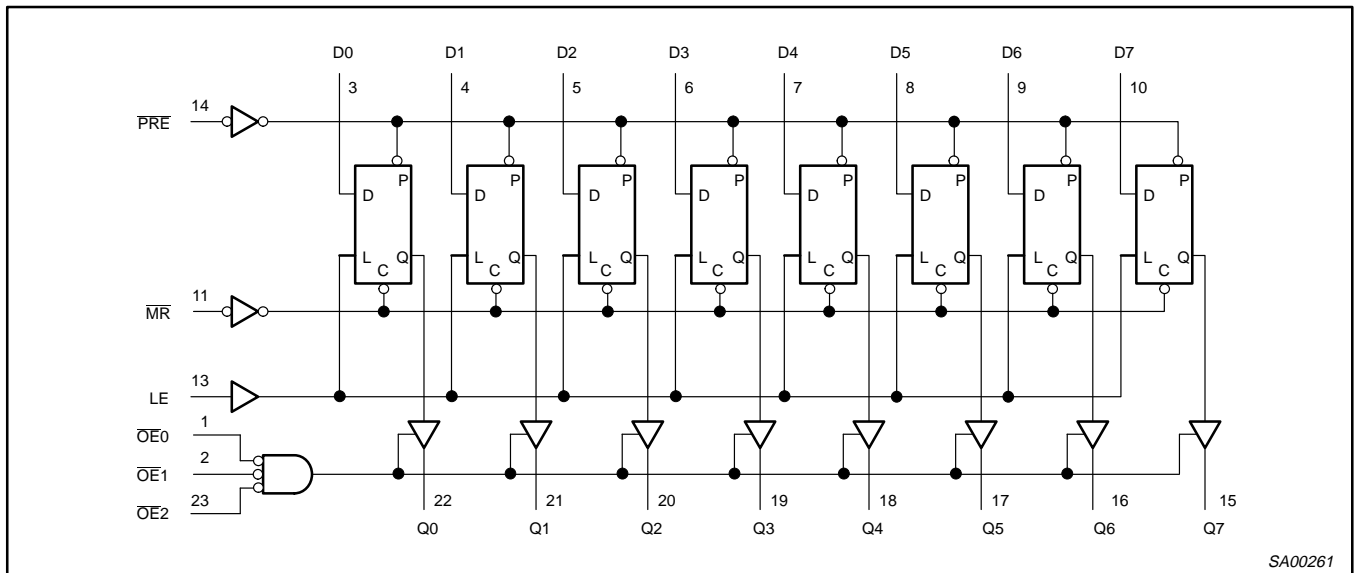 D0 D1 D2 D3 D4 D5 D6 D7
3 4 5 6 7 8 9 10
14
PRE
P P P P P P P P
D D D D D D D D
L Q L Q L Q L Q L Q L Q L Q L Q
C C C C C C C C
11
MR
13
LE
1
OE0
2
OE1
23
OE2
22 21 20 19 18 17 16 15
Q0 Q1 Q2 Q3 Q4 Q5 Q6 Q7
SA00261